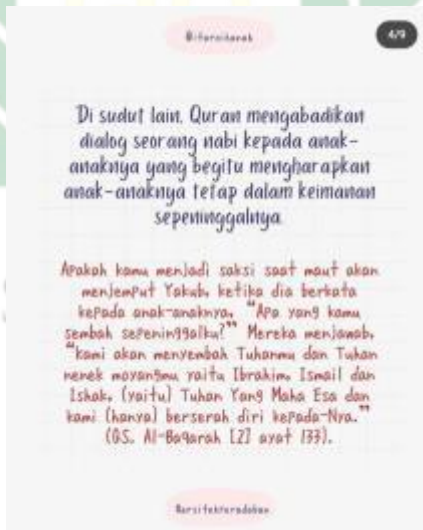 4/9
Di sudut lain, Quran mengabadikan
dialog seorang nabi kepada anak-
anaknya yang begitu mengharapkan
anak-anaknya tetap dalam keimanan
sepeninggalnya.
Apakah kamu menjadi saksi saat maut akan
menjemput Yakub, ketika dia berkata
kepada anak-anaknya, "Apa yang kamu
sembah sepeninggalku?" Mereka menjawab,
"kami akan menyembah Tuhanmu dan Tuhan
nenek moyangmu yaitu Ibrahim, Ismail dan
Ishak, (yaitu) Tuhan Yang Maha Esa dan
kami (hanya) berserah diri kepada-Nya."
(QS. Al-Baqarah [2] ayat 133).